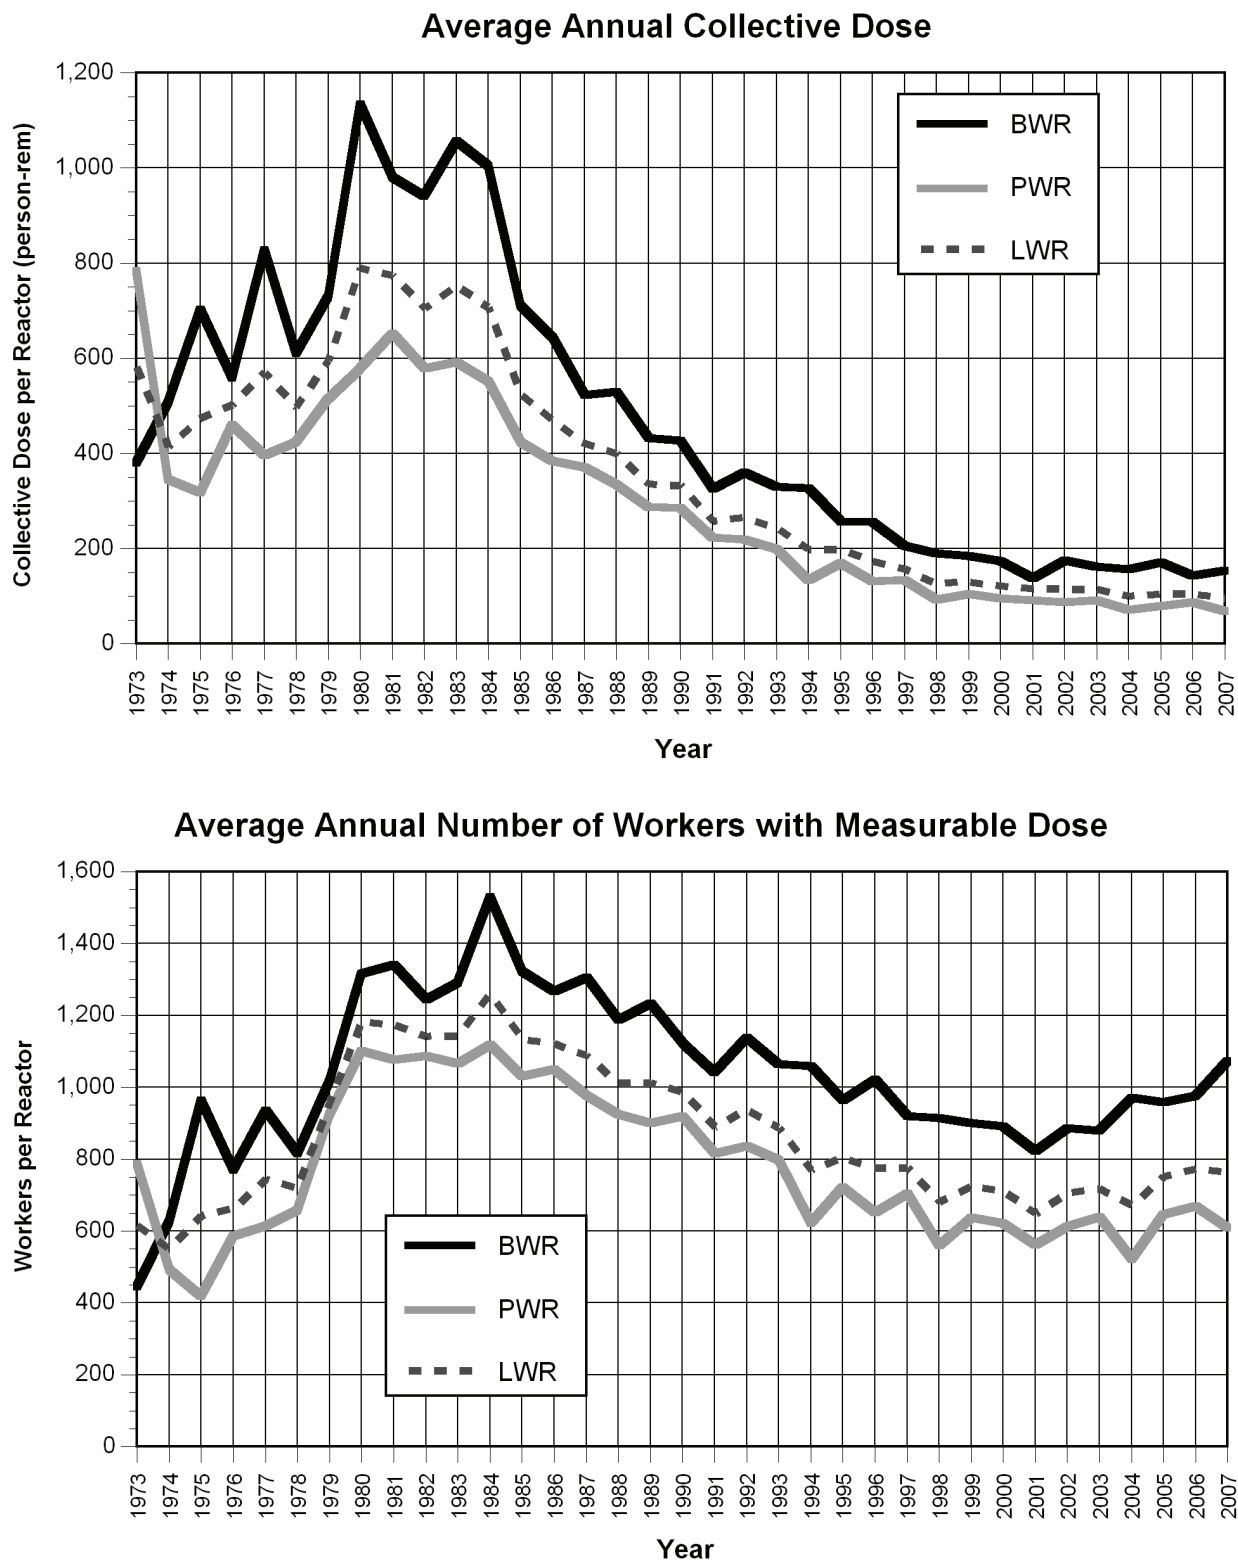 Average Annual Collective Dose
Collective Dose per Reactor (person-rem)
1,200
1,000
800
600
400
200
0
BWR
PWR
LWR
1973 1974 1975 1976 1977 1978 1979 1980 1981 1982 1983 1984 1985 1986 1987 1988 1989 1990 1991 1992 1993 1994 1995 1996 1997 1998 1999 2000 2001 2002 2003 2004 2005 2006 2007
Year
Average Annual Number of Workers with Measurable Dose
Workers per Reactor
1,600
1,400
1,200
1,000
800
600
400
200
0
BWR
PWR
LWR
1973 1974 1975 1976 1977 1978 1979 1980 1981 1982 1983 1984 1985 1986 1987 1988 1989 1990 1991 1992 1993 1994 1995 1996 1997 1998 1999 2000 2001 2002 2003 2004 2005 2006 2007
Year